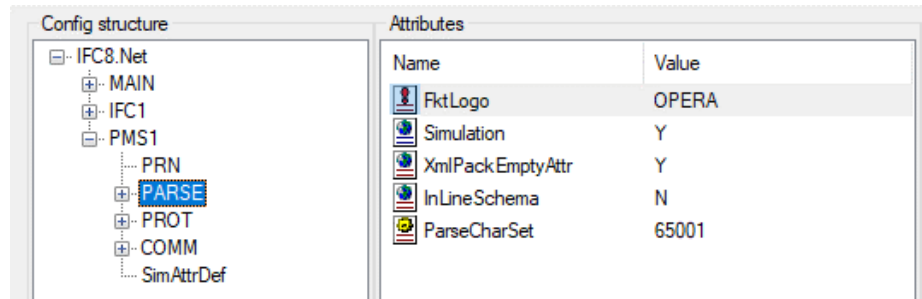 Config structure
IFC8.Net
MAIN
IFC1
PMS1
PRN
PARSE
PROT
COMM
SimAttrDef
Attributes
Name Value
FktLogo OPERA
Simulation Y
XmlPackEmptyAttr Y
InLineSchema N
ParseCharSet 65001